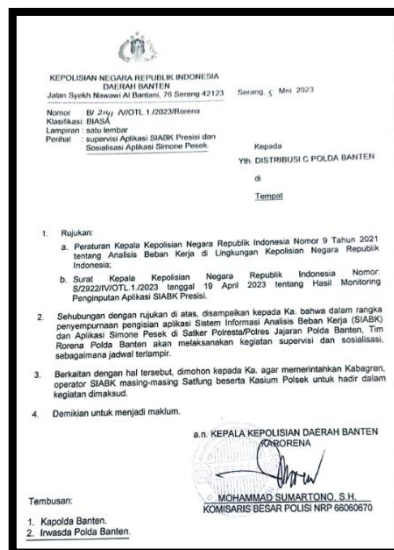 KEPOLISIAN NEGARA REPUBLIK INDONESIA
DAERAH BANTEN
Jalan Syekh Nawawi Al Bantani, 76 Serang 42123
Serang, 5 Mei 2023
Nomor : B/ /V/OTL.1./2023/Rorena
Klasifikasi: BIASA
Lampiran : satu lembar
Perihal : supervisi Aplikasi SIABK Presisi dan
Sosialisasi Aplikasi Simone Pesek.
Kepada
Yth. DISTRIBUSI C POLDA BANTEN
di
Tempat
1. Rujukan:
a. Peraturan Kepala Kepolisian Negara Republik Indonesia Nomor 9 Tahun 2021
tentang Analisis Beban Kerja di Lingkungan Kepolisian Negara Republik
Indonesia;
b. Surat Kepala Kepolisian Negara Republik Indonesia Nomor:
S/2922/IV/OTL.1./2023 tanggal 19 April 2023 tentang Hasil Monitoring
Penginputan Aplikasi SIABK Presisi.
2. Sehubungan dengan rujukan di atas, disampaikan kepada Ka. bahwa dalam rangka
penyempurnaan pengisian aplikasi Sistem Informasi Analisis Beban Kerja (SIABK)
dan Aplikasi Simone Pesek di Satker Polresta/Polres Jajaran Polda Banten, Tim
Rorena Polda Banten akan melaksanakan kegiatan supervisi dan sosialisasi,
sebagaimana jadwal terlampir.
3. Berkaitan dengan hal tersebut, dimohon kepada Ka. agar memerintahkan Kabagren,
operator SIABK masing-masing Satfung beserta Kasium Polsek untuk hadir dalam
kegiatan dimaksud.
4. Demikian untuk menjadi maklum.
a.n. KEPALA KEPOLISIAN DAERAH BANTEN
KARORENA
MOHAMMAD SUMARTONO, S.H.
KOMISARIS BESAR POLISI NRP 66060670
Tembusan:
1. Kapolda Banten.
2. Irwasda Polda Banten.